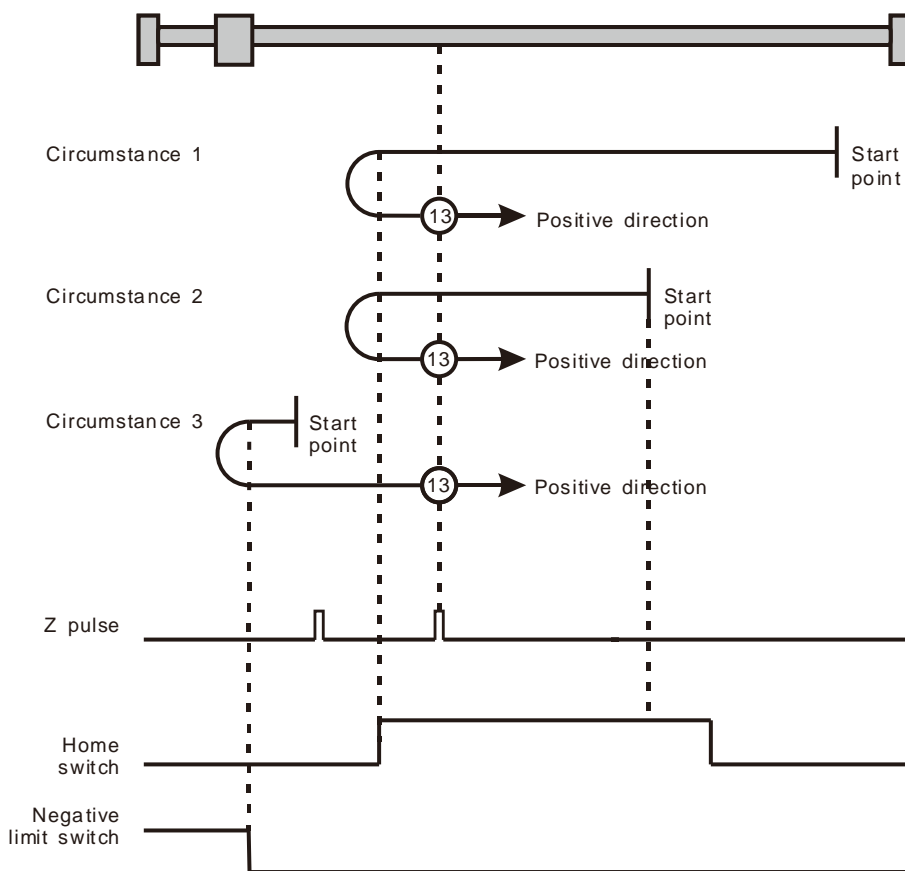 Circumstance 1
Start
point
13
Positive direction
Circumstance 2
Start
point
13
Positive direction
Circumstance 3
Start
point
13
Positive direction
Z pulse
Home
switch
Negative
limit switch